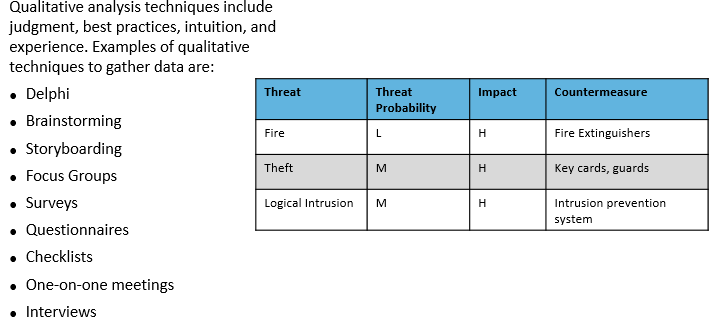 Qualitative analysis techniques include
judgment, best practices, intuition, and
experience. Examples of qualitative
techniques to gather data are:
• Delphi
• Brainstorming
• Storyboarding
• Focus Groups
• Surveys
• Questionnaires
• Checklists
• One-on-one meetings
• Interviews
Threat Threat Impact Countermeasure
Probability
Fire L H Fire Extinguishers
Theft M H Key cards, guards
Logical Intrusion M H Intrusion prevention
system